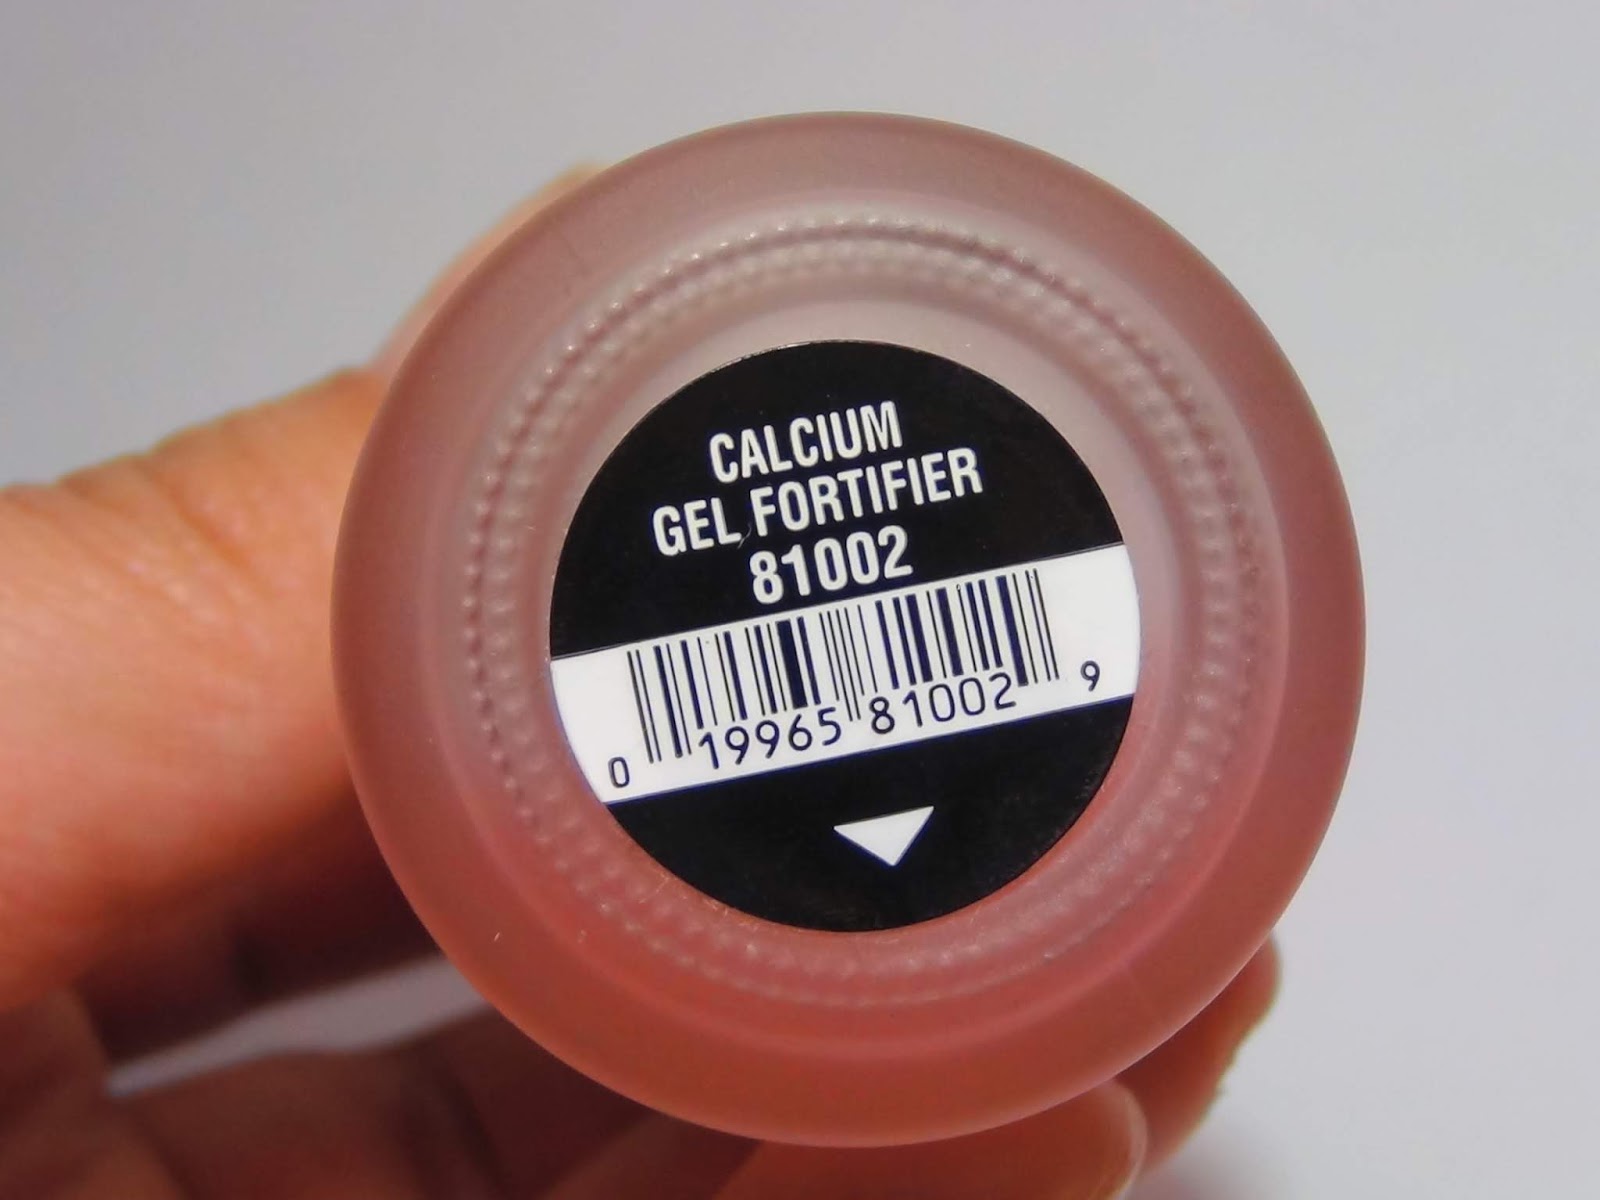 CALCIUM
GEL FORTIFIER
81002
0 19965 81002 9